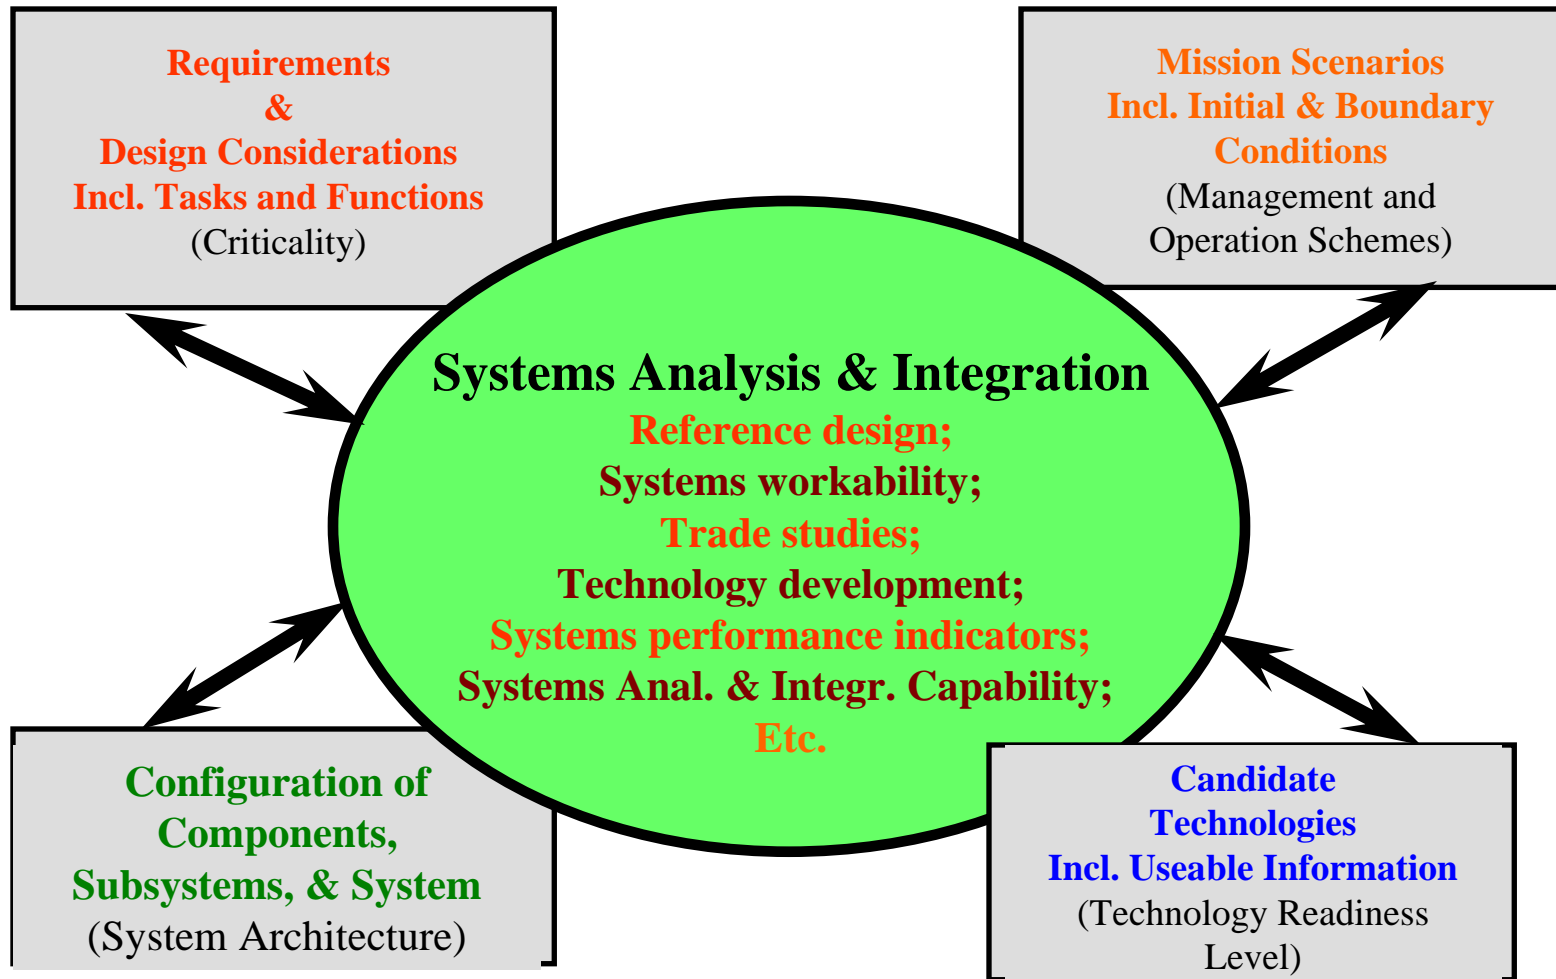 Requirements
&
Design Considerations
Incl. Tasks and Functions
(Criticality)
Mission Scenarios
Incl. Initial & Boundary
Conditions
(Management and
Operation Schemes)
Systems Analysis & Integration
Reference design;
Systems workability;
Trade studies;
Technology development;
Systems performance indicators;
Systems Anal. & Integr. Capability;
Etc.
Configuration of
Components,
Subsystems, & System
(System Architecture)
Candidate
Technologies
Incl. Useable Information
(Technology Readiness
Level)